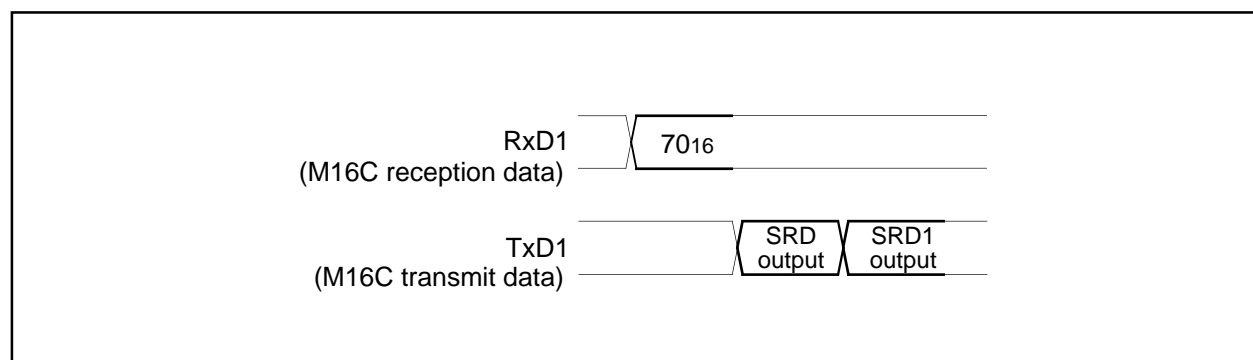 RxD1
(M16C reception data)
7016
TxD1
(M16C transmit data)
SRD
output
SRD1
output